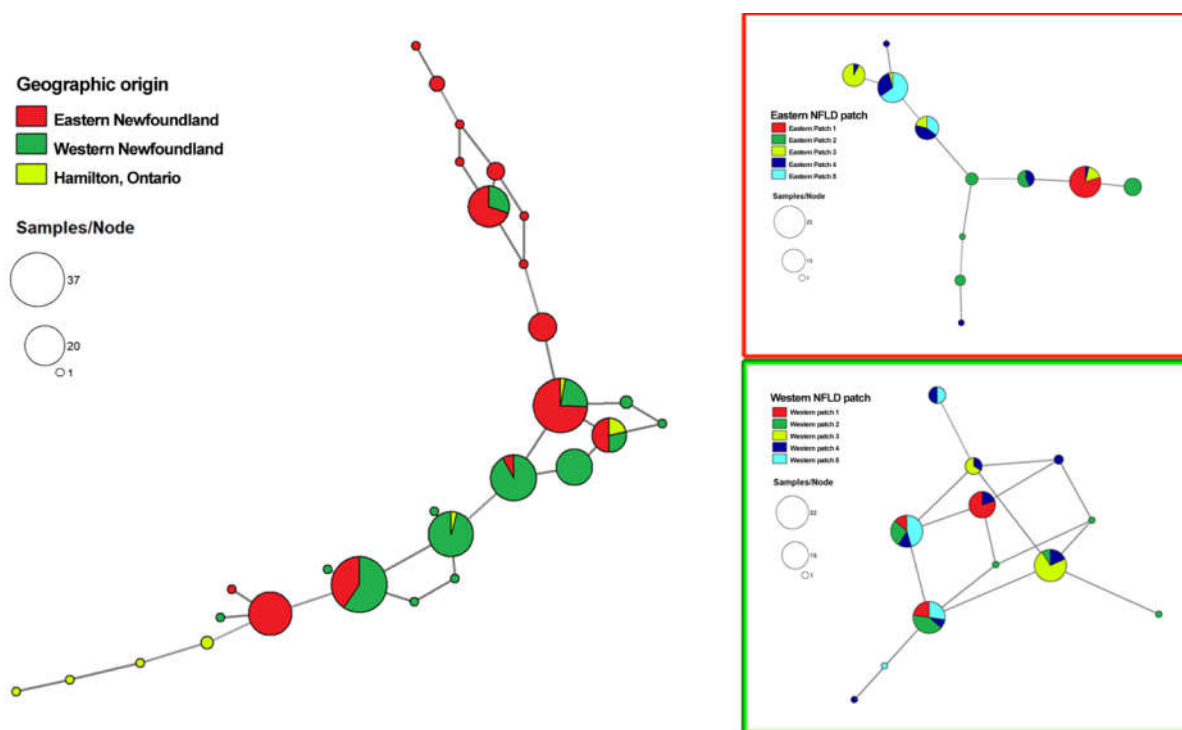 Geographic origin
Eastern Newfoundland
Western Newfoundland
Hamilton, Ontario
Samples/Node
37
20
1
Eastern NFLD patch
Eastern Patch 1
Eastern Patch 2
Eastern Patch 3
Eastern Patch 4
Eastern Patch 5
Samples/Node
Western NFLD patch
Western patch 1
Western patch 2
Western patch 3
Western patch 4
Western patch 5
Samples/Node